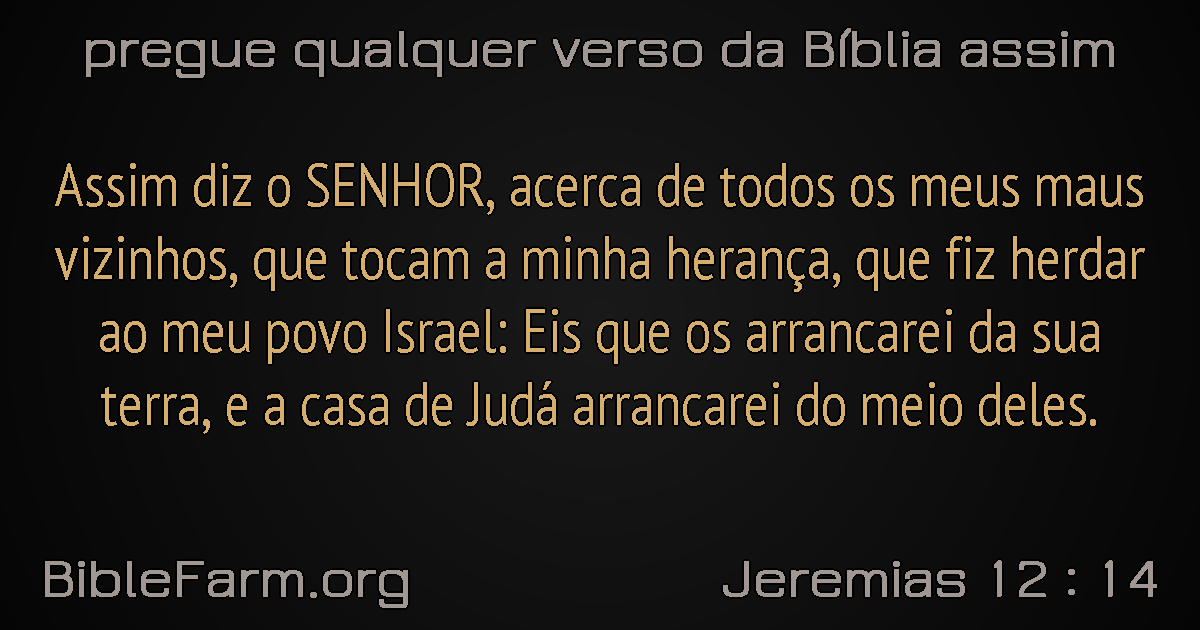 pregue qualquer verso da Bíblia assim
Assim diz o SENHOR, acerca de todos os meus maus
vizinhos, que tocam a minha herança, que fiz herdar
ao meu povo Israel: Eis que os arrancarei da sua
terra, e a casa de Judá arrancarei do meio deles.
BibleFarm.org
Jeremias 12 : 14